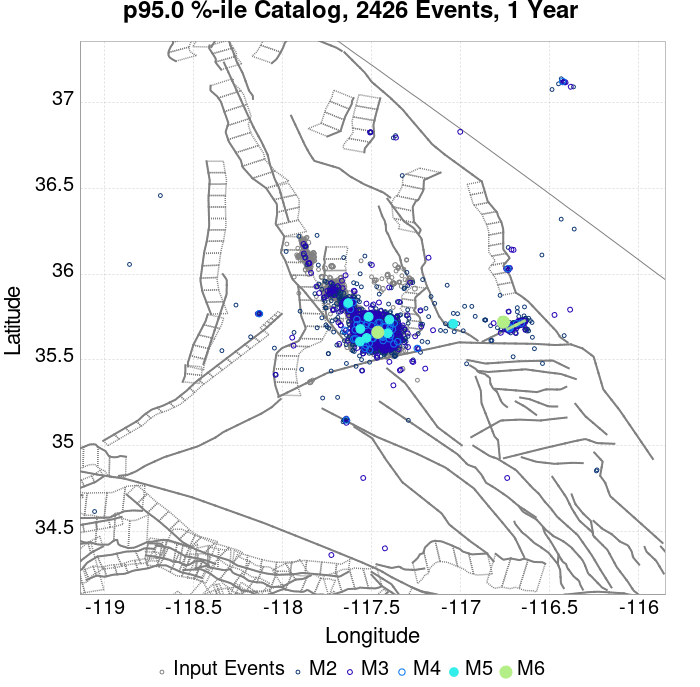 p95.0 %-ile Catalog, 2426 Events, 1 Year
37
36.5
36
35.5
35
34.5
Latitude
-119 -118.5 -118 -117.5 -117 -116.5 -116
Longitude
Input Events M2 M3 M4 M5 M6